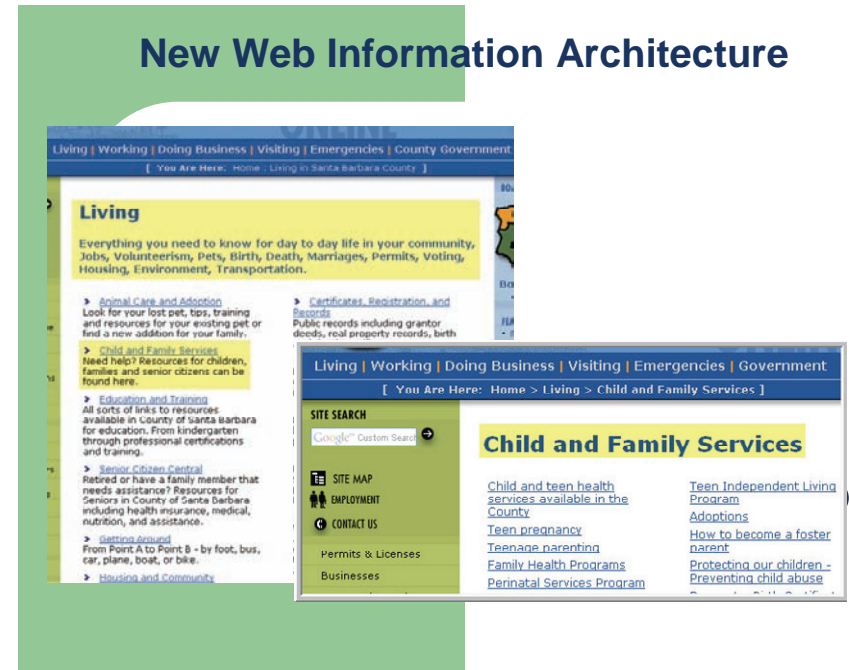 New Web Information Architecture
ONLINE
Living | Working | Doing Business | Visiting | Emergencies | County Government
[ You Are Here: Home : Living in Santa Barbara County ]
Living
Everything you need to know for day to day life in your community,
Jobs, Volunteerism, Pets, Birth, Death, Marriages, Permits, Voting,
Housing, Environment, Transportation.
Animal Care and Adoption
Look for your lost pet, tips, training
and resources for your existing pet or
find a new addition for your family.
Child and Family Services
Need help? Resources for children,
families and senior citizens can be
found here.
Education and Training
All sorts of links to resources
available in County of Santa Barbara
for education. From kindergarten
through professional certifications
and training.
Senior Citizen Central
Retired or have a family member that
needs assistance? Resources for
Seniors in County of Santa Barbara
including health insurance, medical,
nutrition, and assistance.
Getting Around
From Point A to Point B - by foot, bus,
car, plane, boat, or bike.
Housing and Community
Certificates, Registration, and
Records
Public records including grantor
deeds, real property records, birth
Living | Working | Doing Business | Visiting | Emergencies | Government
[ You Are Here: Home > Living > Child and Family Services ]
SITE SEARCH
Google™ Custom Search
SITE MAP
EMPLOYMENT
CONTACT US
Permits & Licenses
Businesses
Child and Family Services
Child and teen health
services available in the
County
Teen pregnancy
Teenage parenting
Family Health Programs
Perinatal Services Program
Teen Independent Living
Program
Adoptions
How to become a foster
parent
Protecting our children -
Preventing child abuse